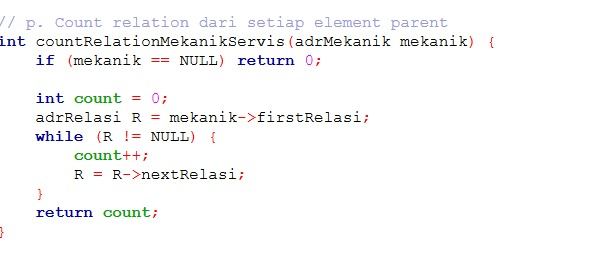 // p. Count relation dari setiap element parent
int countRelationMekanikServis(adrMekanik mekanik) {
    if (mekanik == NULL) return 0;

    int count = 0;
    adrRelasi R = mekanik->firstRelasi;
    while (R != NULL) {
        count++;
        R = R->nextRelasi;
    }
    return count;
}